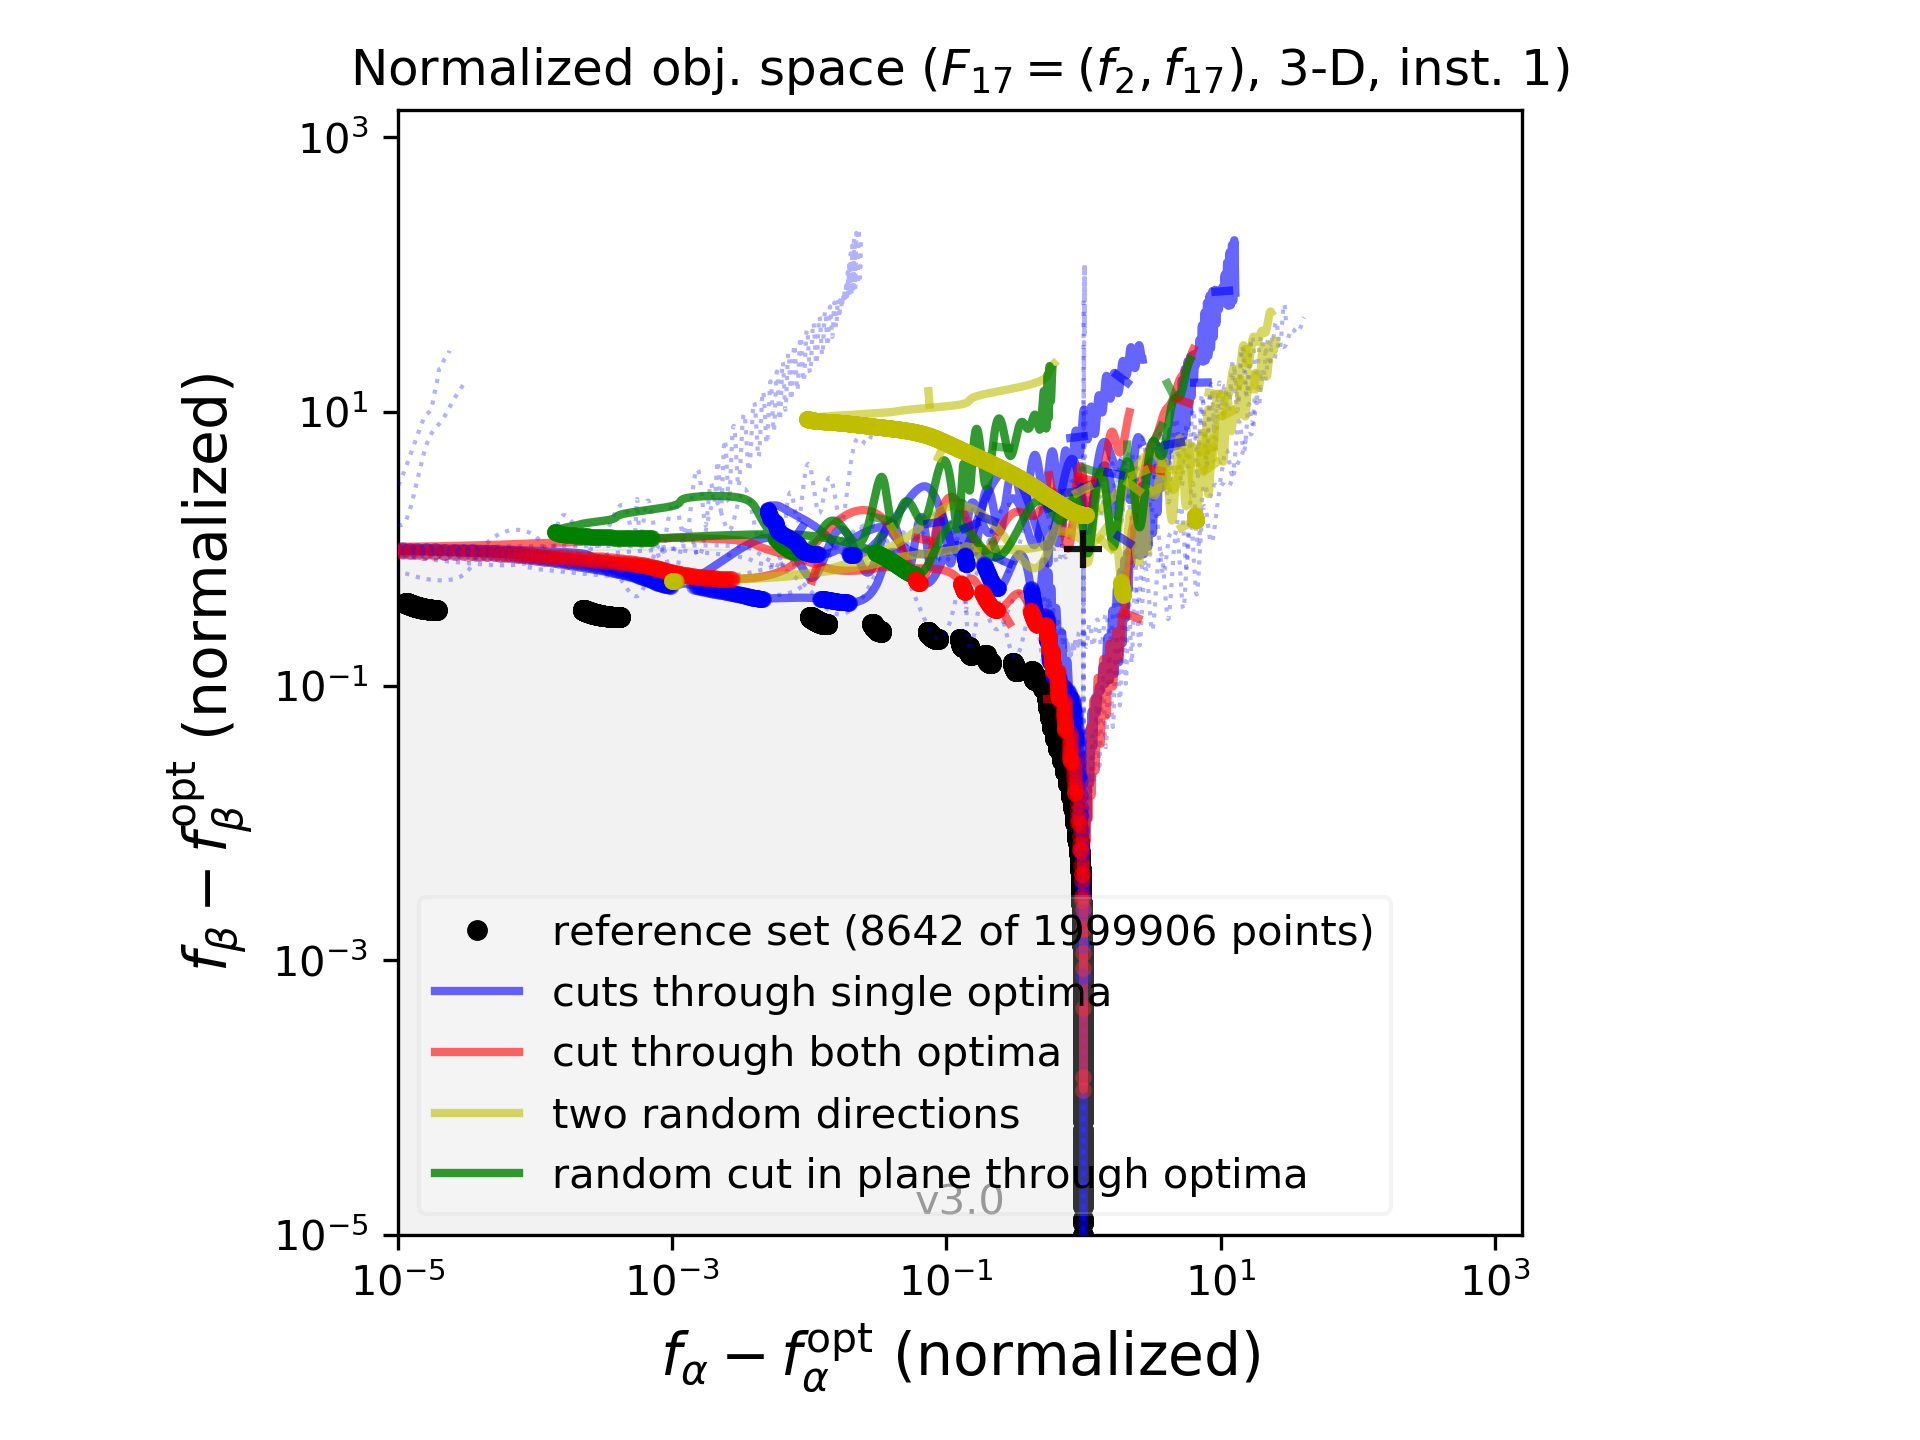 Normalized obj. space (F₁₇ = (f₂, f₁₇), 3-D, inst. 1)
10³
10¹
10⁻¹
10⁻³
10⁻⁵
f_β − f_β^opt (normalized)
reference set (8642 of 1999906 points)
cuts through single optima
cut through both optima
two random directions
random cut in plane through optima
v3.0
10⁻⁵ 10⁻³ 10⁻¹ 10¹ 10³
f_α − f_α^opt (normalized)